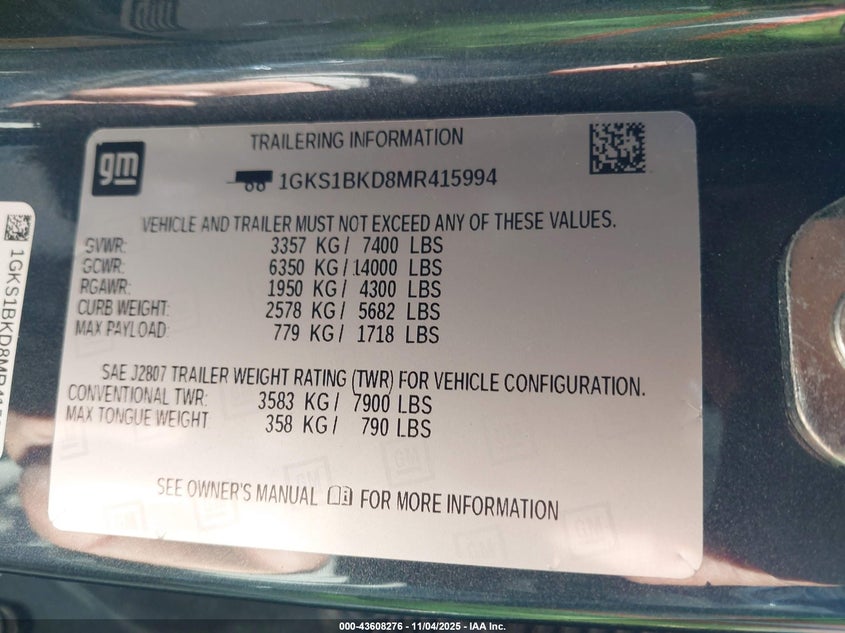 gm
TRAILERING INFORMATION
1GKS1BKD8MR415994
VEHICLE AND TRAILER MUST NOT EXCEED ANY OF THESE VALUES.
GVWR: 3357 KG / 7400 LBS
GCWR: 6350 KG / 14000 LBS
RGAWR: 1950 KG / 4300 LBS
CURB WEIGHT: 2578 KG / 5682 LBS
MAX PAYLOAD: 779 KG / 1718 LBS
SAE J2807 TRAILER WEIGHT RATING (TWR) FOR VEHICLE CONFIGURATION.
CONVENTIONAL TWR: 3583 KG / 7900 LBS
MAX TONGUE WEIGHT 358 KG / 790 LBS
SEE OWNER'S MANUAL FOR MORE INFORMATION
1GKS1BKD8MR41
000-43608276 - 11/04/2025 - IAA Inc.